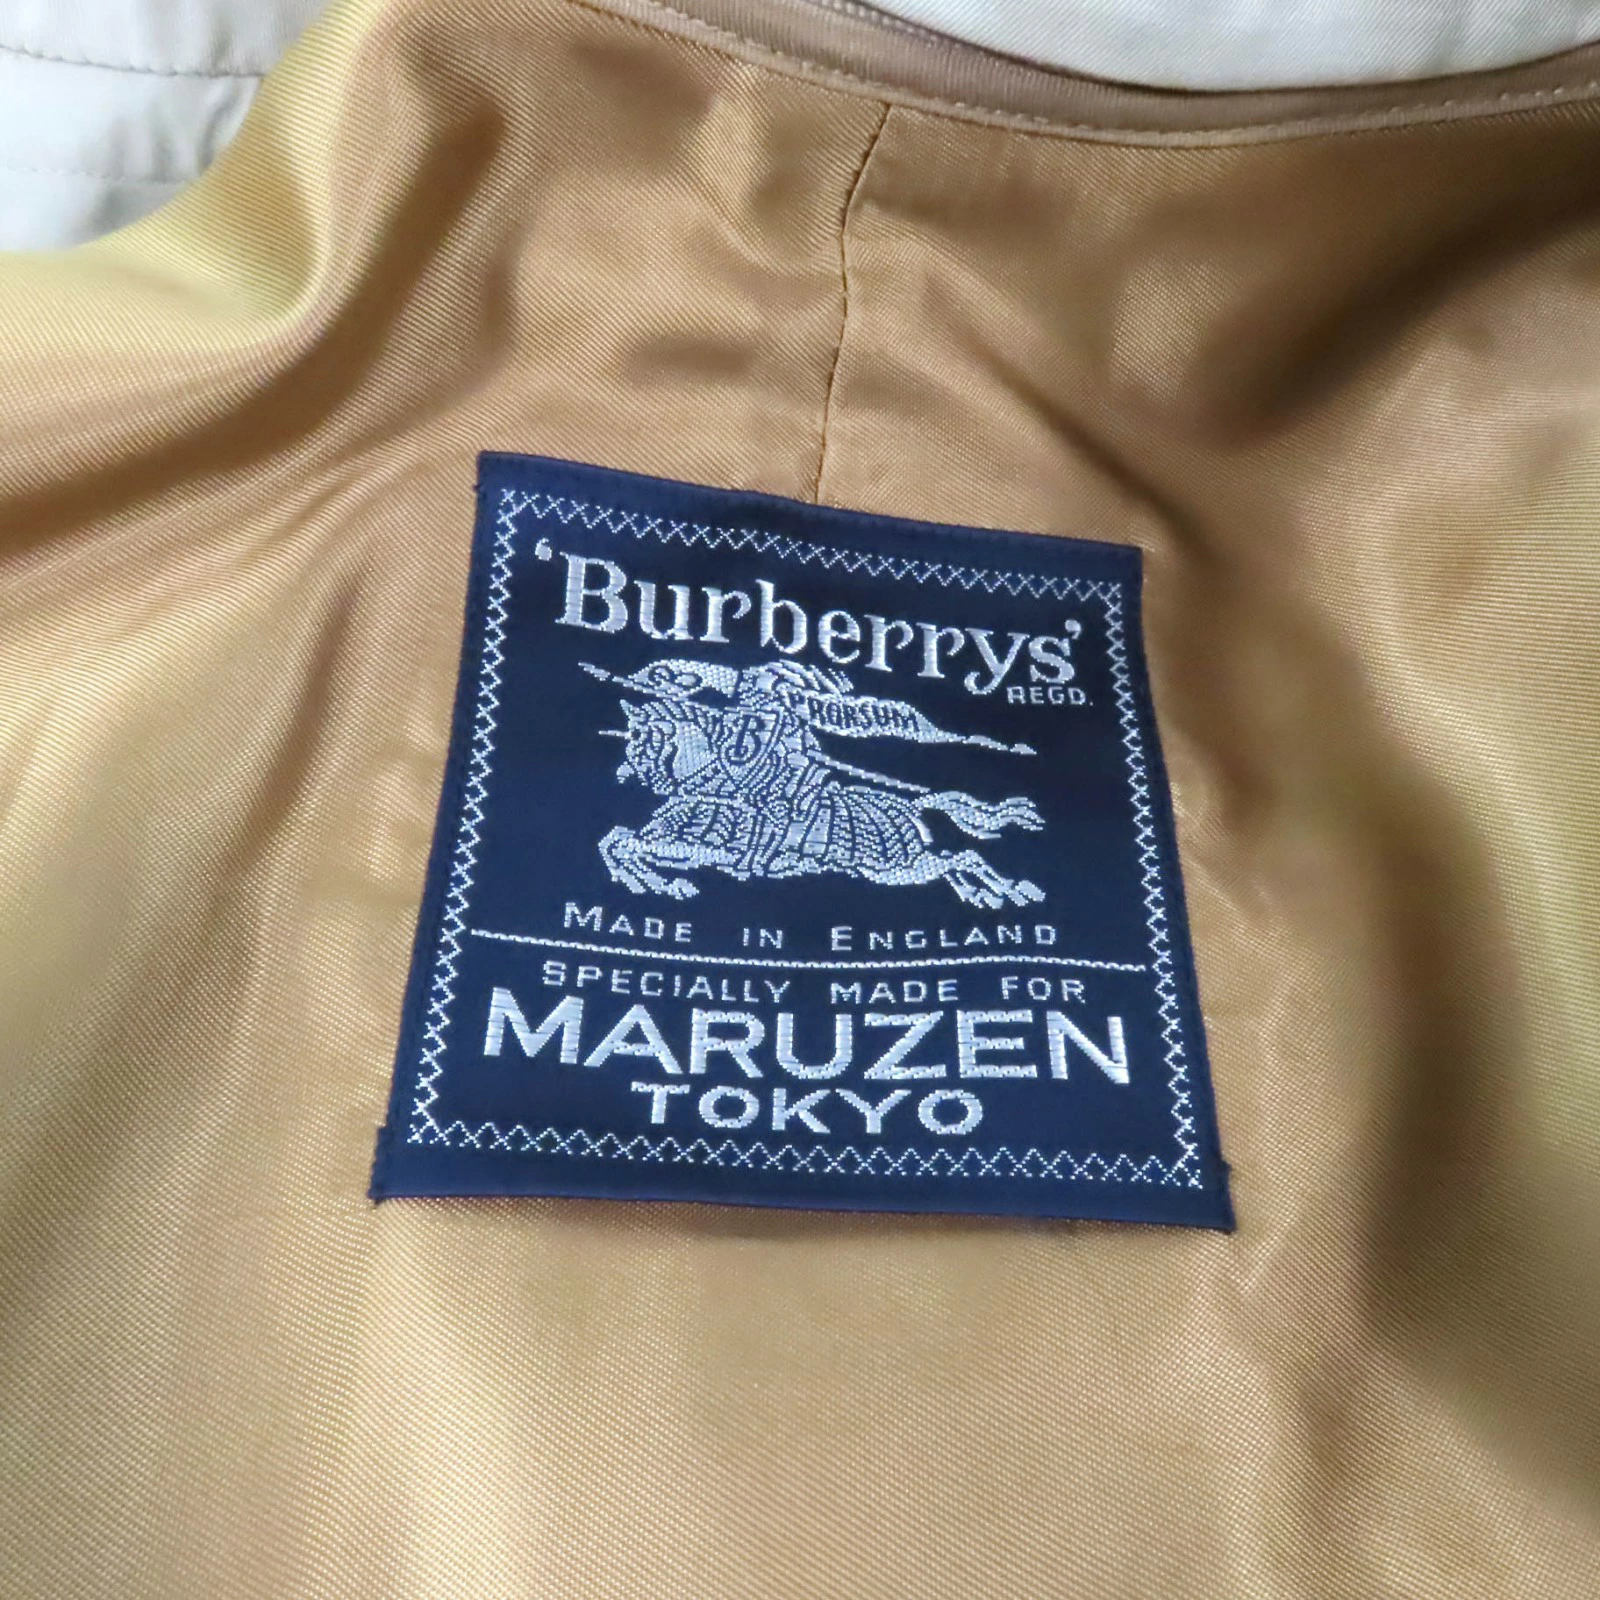 ‘Burberrys’
REGD.
PRORSUM
B
MADE IN ENGLAND
SPECIALLY MADE FOR
MARUZEN
TOKYO